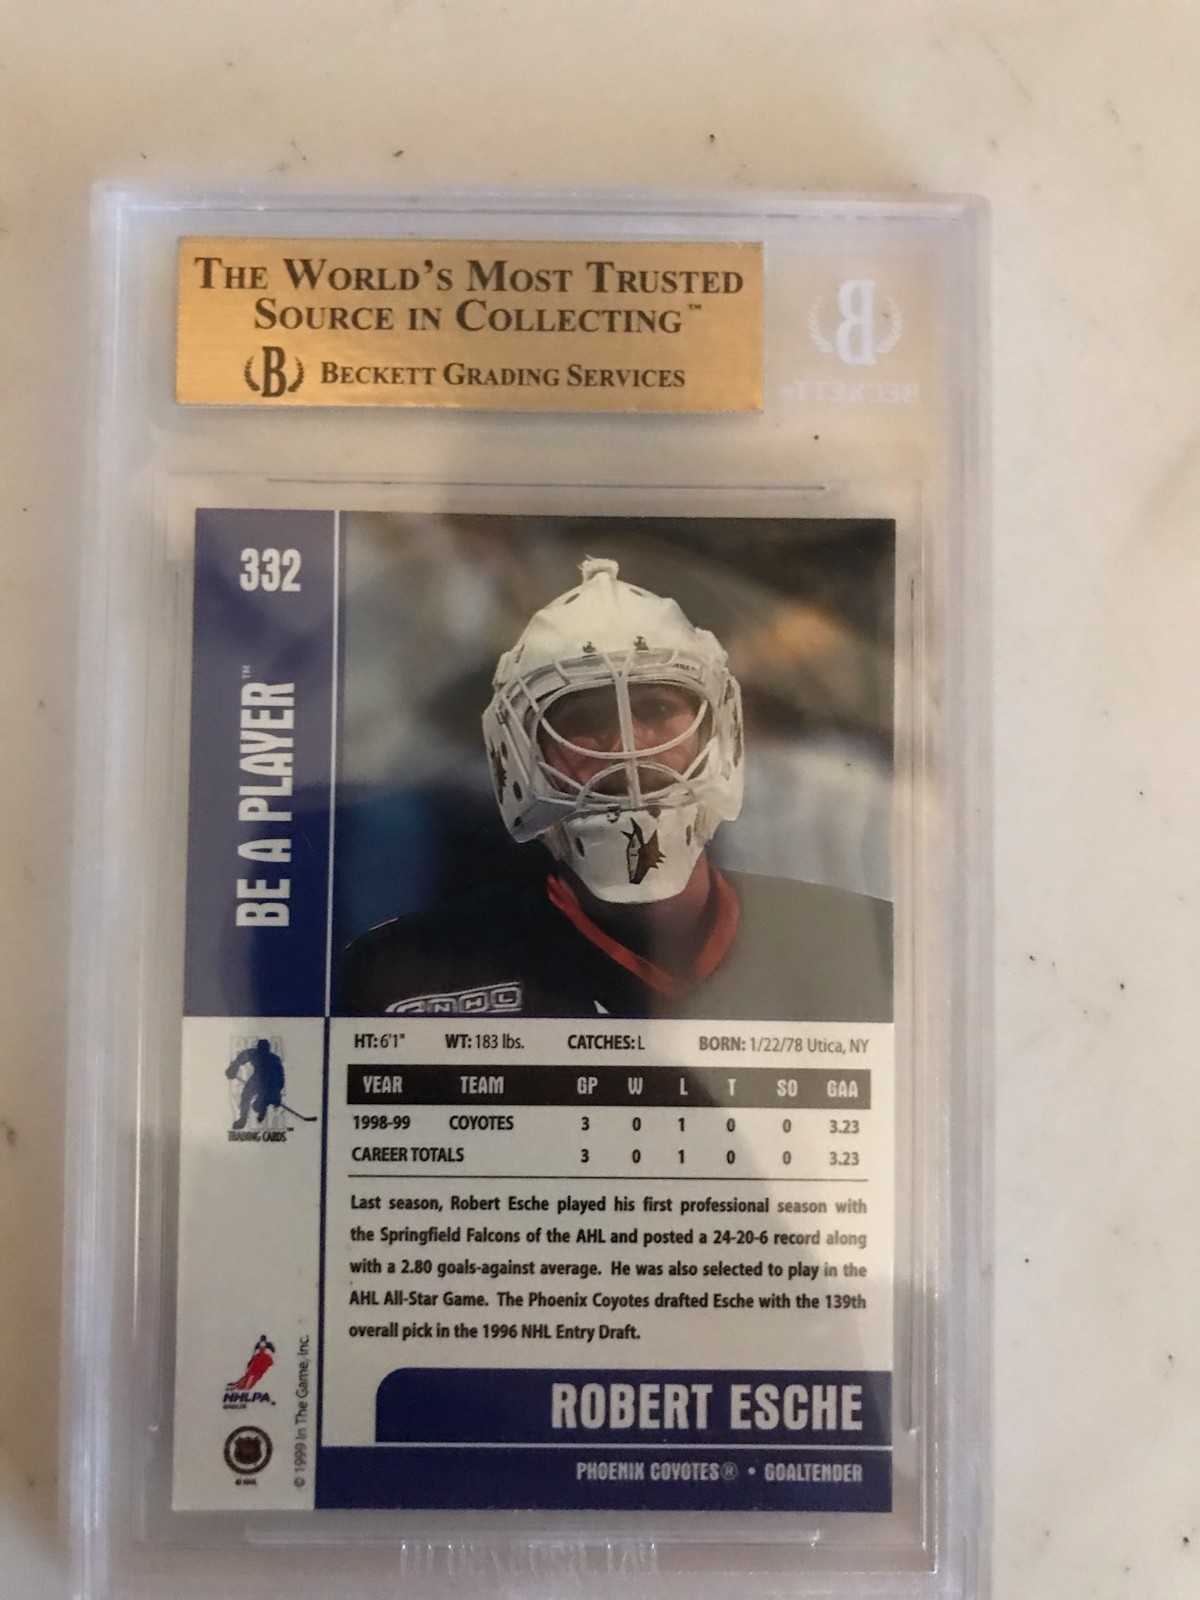 THE WORLD'S MOST TRUSTED
SOURCE IN COLLECTING™
B BECKETT GRADING SERVICES
B
BECKETT
332
BE A PLAYER™
NHL
TRADING CARDS™
HT: 6'1" WT: 183 lbs. CATCHES: L BORN: 1/22/78 Utica, NY
YEAR TEAM GP W L T SO GAA
1998-99 COYOTES 3 0 1 0 0 3.23
CAREER TOTALS 3 0 1 0 0 3.23
Last season, Robert Esche played his first professional season with
the Springfield Falcons of the AHL and posted a 24-20-6 record along
with a 2.80 goals-against average. He was also selected to play in the
AHL All-Star Game. The Phoenix Coyotes drafted Esche with the 139th
overall pick in the 1996 NHL Entry Draft.
NHLPA
© NHL
© 1999 In The Game, Inc.
ROBERT ESCHE
PHOENIX COYOTES® • GOALTENDER